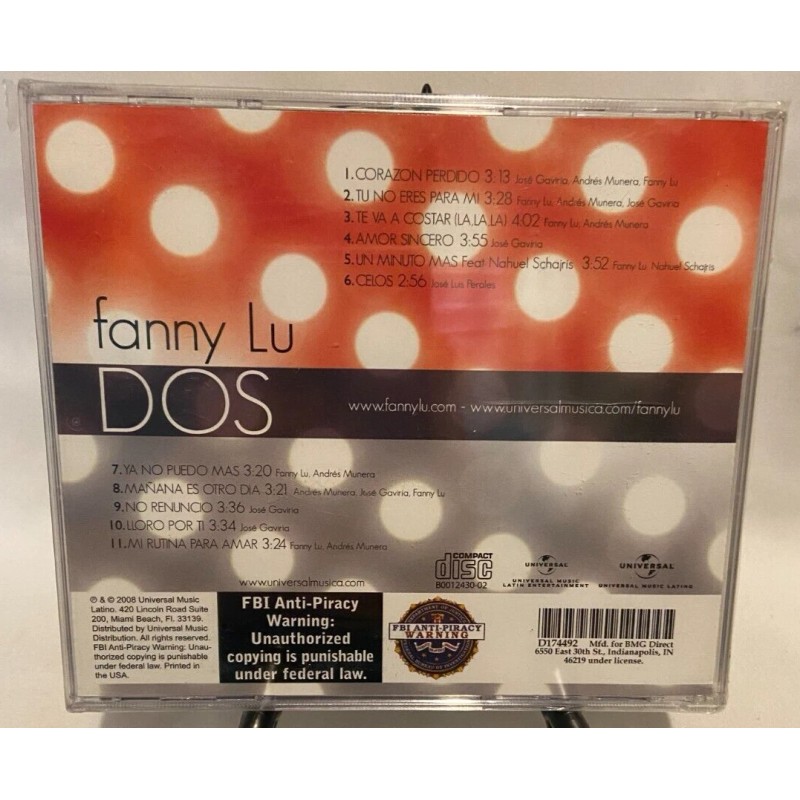 1. CORAZON PERDIDO 3:13 José Gaviria, Andrés Munera, Fanny Lu
2. TU NO ERES PARA MI 3:28 Fanny Lu, Andrés Munera, José Gaviria
3. TE VA A COSTAR (LA.LA.LA) 4:02 Fanny Lu, Andrés Munera
4. AMOR SINCERO 3:55 José Gaviria
5. UN MINUTO MAS Feat Nahuel Schajris 3:52 Fanny Lu, Nahuel Schajris
6. CELOS 2:56 José Luis Perales
fanny Lu
DOS
www.fannylu.com - www.universalmusica.com/fannylu
7. YA NO PUEDO MAS 3:20 Fanny Lu, Andrés Munera
8. MAÑANA ES OTRO DIA 3:21 Andrés Munera, José Gaviria, Fanny Lu
9. NO RENUNCIO 3:36 José Gaviria
10. LLORO POR TI 3:34 José Gaviria
11. MI RUTINA PARA AMAR 3:24 Fanny Lu, Andrés Munera
www.universalmusica.com
COMPACT
disc
B0012430-02
UNIVERSAL
UNIVERSAL MUSIC
LATIN ENTERTAINMENT
UNIVERSAL
UNIVERSAL MUSIC LATINO
℗ & © 2008 Universal Music
Latino. 420 Lincoln Road Suite
200, Miami Beach, Fl. 33139.
Distributed by Universal Music
Distribution. All rights reserved.
FBI Anti-Piracy Warning: Unau-
thorized copying is punishable
under federal law. Printed in
the USA.
FBI Anti-Piracy
Warning:
Unauthorized
copying is punishable
under federal law.
FBI ANTI-PIRACY
WARNING
D174492 Mfd. for BMG Direct
6550 East 30th St., Indianapolis, IN
46219 under license.